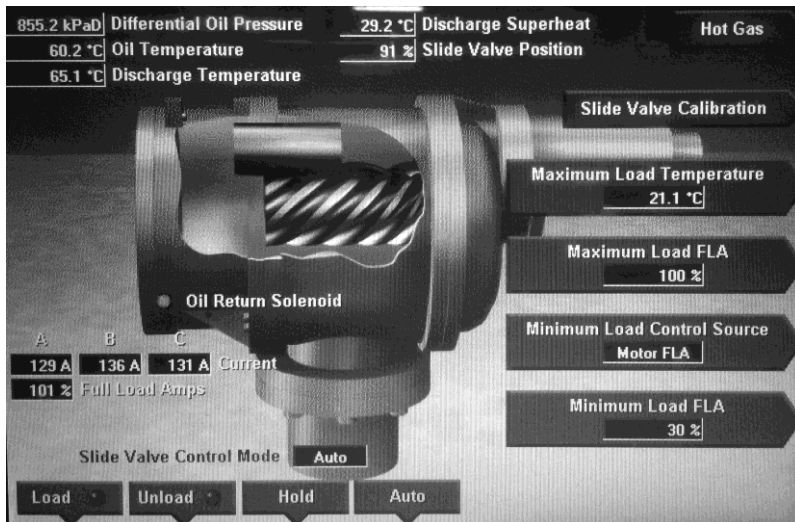 855.2 kPaD Differential Oil Pressure
29.2 °C Discharge Superheat
Hot Gas
60.2 °C Oil Temperature
91 % Slide Valve Position
65.1 °C Discharge Temperature
Slide Valve Calibration
Maximum Load Temperature
21.1 °C
Maximum Load FLA
100 %
Oil Return Solenoid
Minimum Load Control Source
Motor FLA
A B C
129 A 136 A 131 A Current
101 % Full Load Amps
Minimum Load FLA
30 %
Slide Valve Control Mode Auto
Load Unload Hold Auto